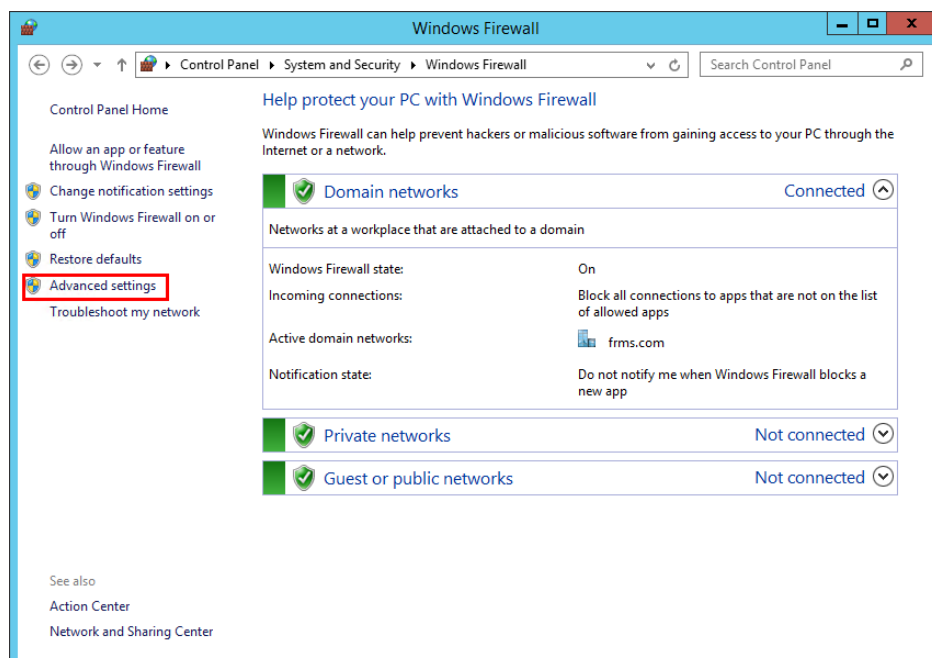 Windows Firewall
Control Panel
System and Security
Windows Firewall
Search Control Panel
Control Panel Home
Allow an app or feature
through Windows Firewall
Change notification settings
Turn Windows Firewall on or
off
Restore defaults
Advanced settings
Troubleshoot my network
See also
Action Center
Network and Sharing Center
Help protect your PC with Windows Firewall
Windows Firewall can help prevent hackers or malicious software from gaining access to your PC through the
Internet or a network.
Domain networks
Connected
Networks at a workplace that are attached to a domain
Windows Firewall state:
On
Incoming connections:
Block all connections to apps that are not on the list
of allowed apps
Active domain networks:
frms.com
Notification state:
Do not notify me when Windows Firewall blocks a
new app
Private networks
Not connected
Guest or public networks
Not connected